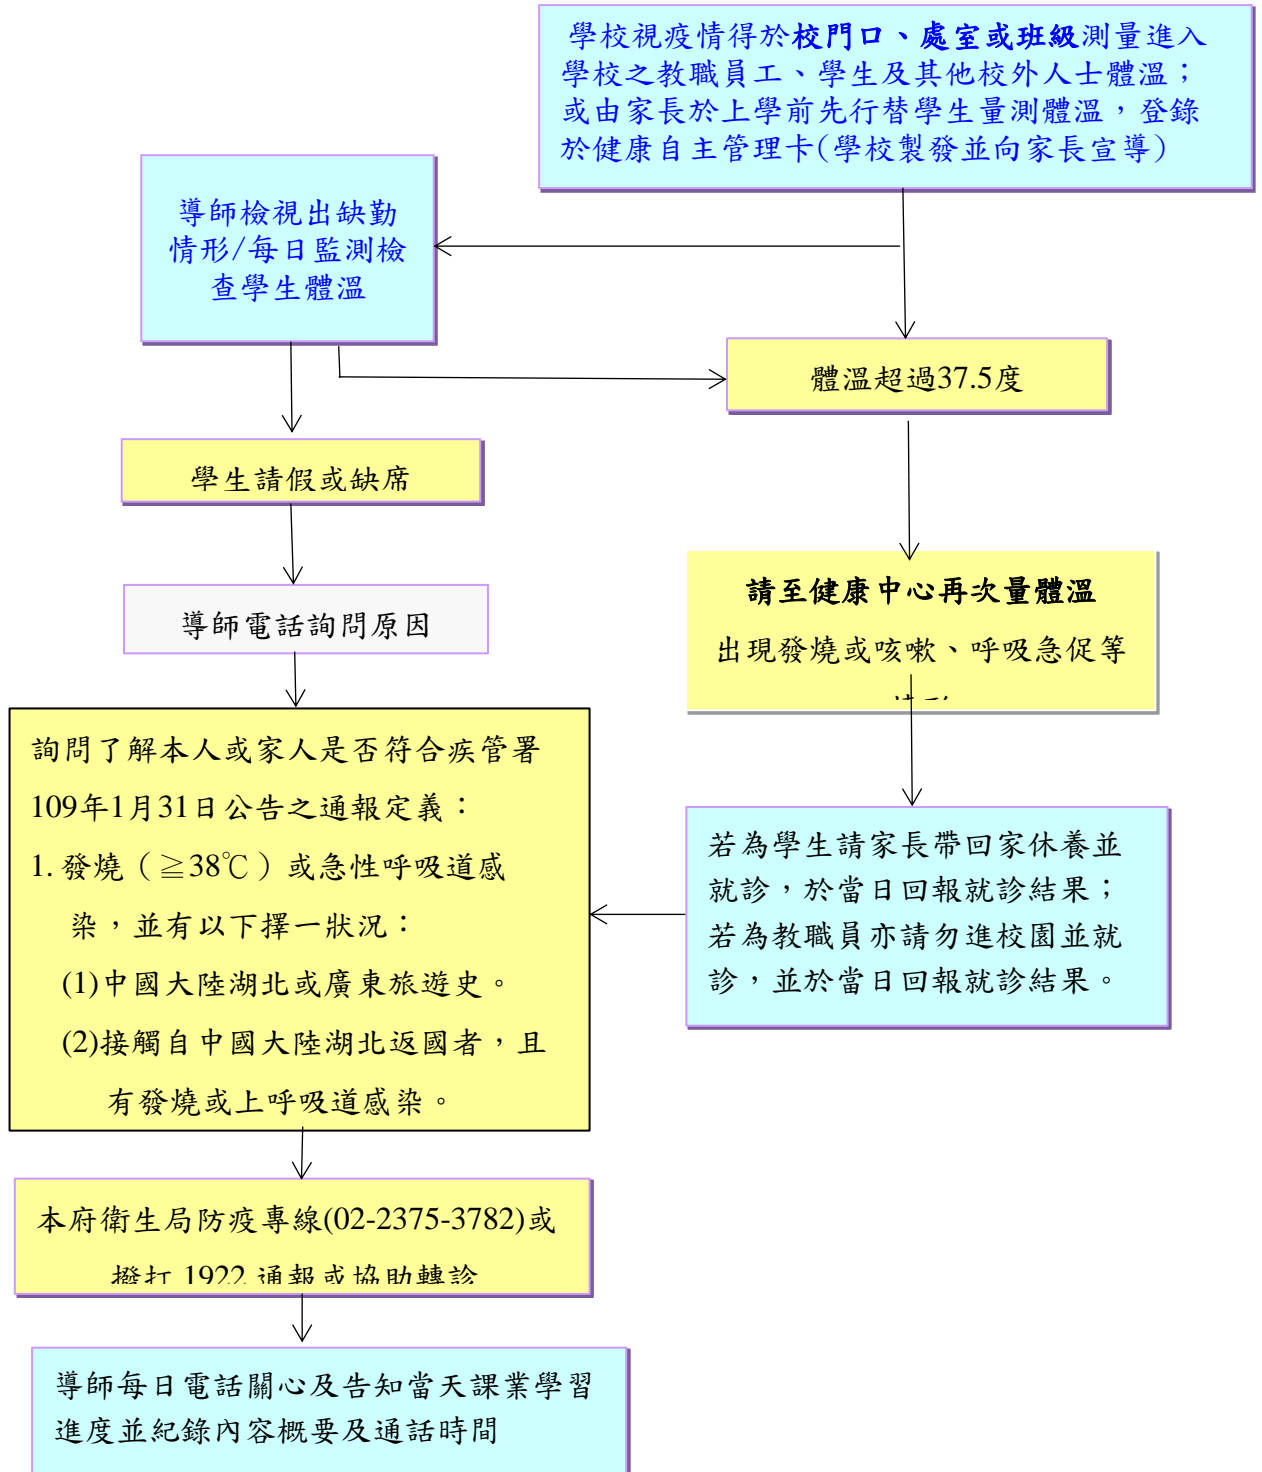 學校視疫情得於校門口、處室或班級測量進入
學校之教職員工、學生及其他校外人士體溫；
或由家長於上學前先行替學生量測體溫，登錄
於健康自主管理卡(學校製發並向家長宣導)
導師檢視出缺勤
情形/每日監測檢
查學生體溫
體溫超過37.5度
學生請假或缺席
請至健康中心再次量體溫
出現發燒或咳嗽、呼吸急促等
導師電話詢問原因
詢問了解本人或家人是否符合疾管署
109年1月31日公告之通報定義：
1. 發燒（≧38℃）或急性呼吸道感
染，並有以下擇一狀況：
(1)中國大陸湖北或廣東旅遊史。
(2)接觸自中國大陸湖北返國者，且
有發燒或上呼吸道感染。
若為學生請家長帶回家休養並
就診，於當日回報就診結果；
若為教職員亦請勿進校園並就
診，並於當日回報就診結果。
本府衛生局防疫專線(02-2375-3782)或
撥打 1922 通報或協助轉診
導師每日電話關心及告知當天課業學習
進度並紀錄內容概要及通話時間